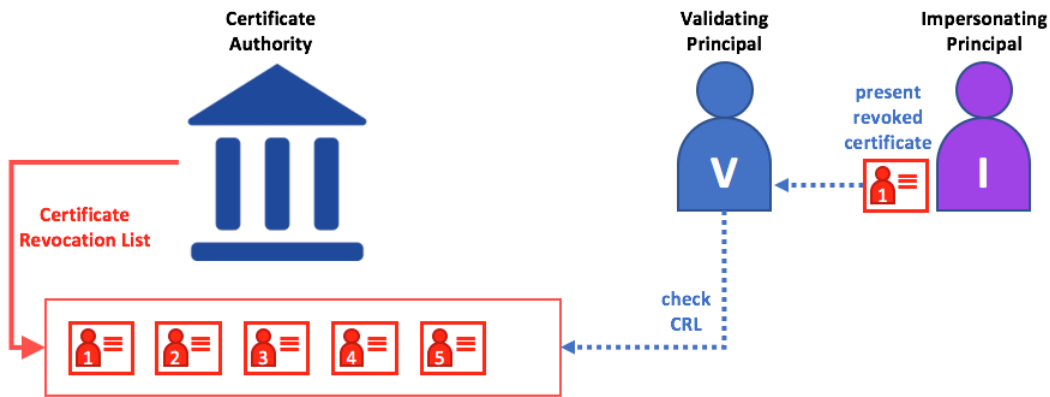 Certificate
Authority
Validating
Principal
Impersonating
Principal
present
revoked
certificate
V
1
I
Certificate
Revocation List
check
CRL
1
2
3
4
5